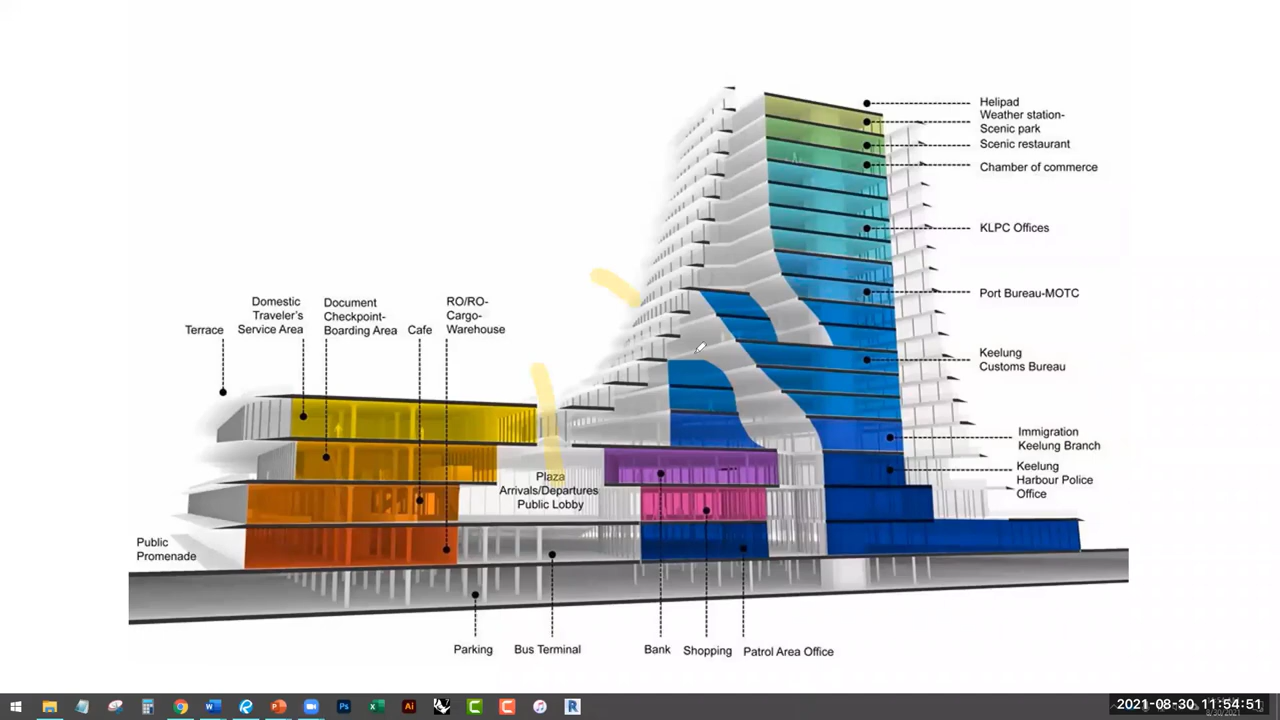 Helipad
Weather station-
Scenic park
Scenic restaurant
Chamber of commerce
KLPC Offices
Port Bureau-MOTC
Keelung
Customs Bureau
Immigration
Keelung Branch
Keelung
Harbour Police
Office
Terrace
Domestic
Traveler's
Service Area
Document
Checkpoint-
Boarding Area
Cafe
RO/RO-
Cargo-
Warehouse
Plaza
Arrivals/Departures
Public Lobby
Public
Promenade
Parking
Bus Terminal
Bank
Shopping
Patrol Area Office
2021-08-30 11:54:51